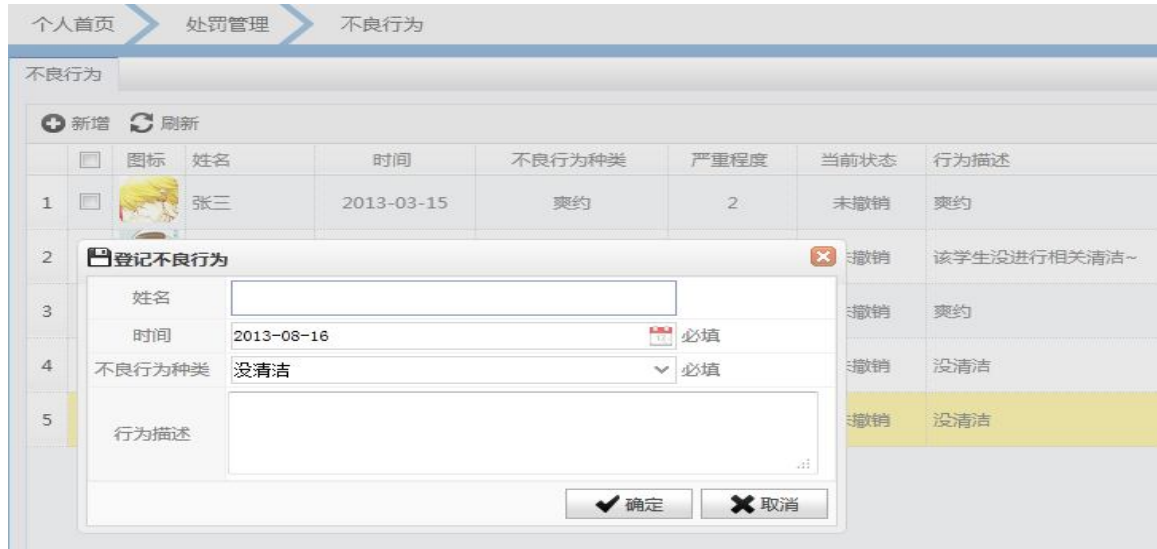 个人首页 处罚管理 不良行为
不良行为
新增 刷新
图标 姓名 时间 不良行为种类 严重程度 当前状态 行为描述
1 张三 2013-03-15 爽约 2 未撤销 爽约
2 撤销 该学生没进行相关清洁~
登记不良行为
姓名
3 撤销 爽约
时间 2013-08-16 必填
4 撤销 没清洁
不良行为种类 没清洁 必填
5 未撤销 没清洁
行为描述
确定 取消